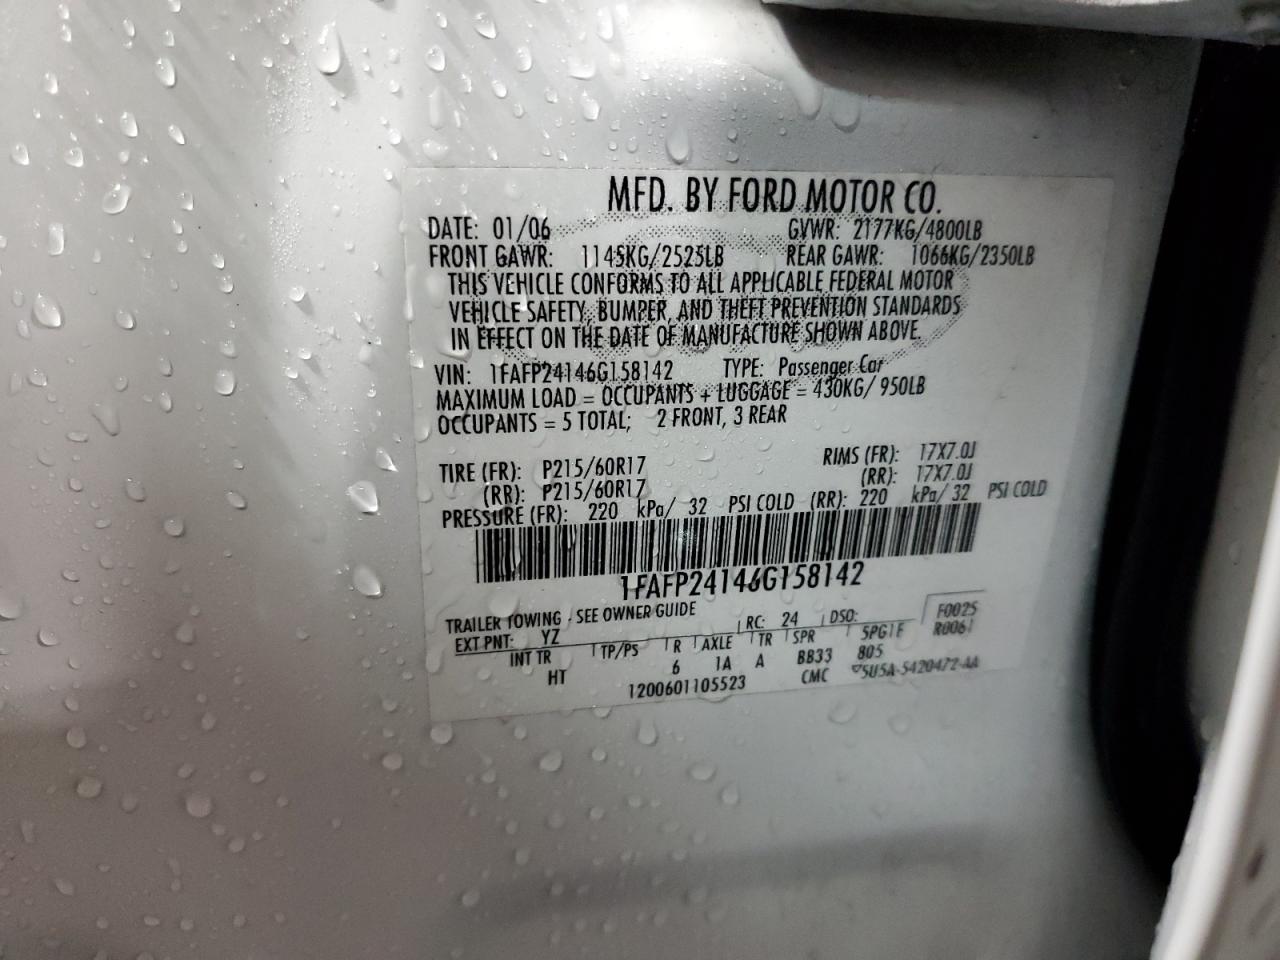 MFD. BY FORD MOTOR CO.
DATE: 01/06 GVWR: 2177KG/4800LB
FRONT GAWR: 1145KG/2525LB REAR GAWR: 1066KG/2350LB
THIS VEHICLE CONFORMS TO ALL APPLICABLE FEDERAL MOTOR
VEHICLE SAFETY, BUMPER, AND THEFT PREVENTION STANDARDS
IN EFFECT ON THE DATE OF MANUFACTURE SHOWN ABOVE.
VIN: 1FAFP24146G158142 TYPE: Passenger Car
MAXIMUM LOAD = OCCUPANTS + LUGGAGE = 430KG/ 950LB
OCCUPANTS = 5 TOTAL; 2 FRONT, 3 REAR
TIRE (FR): P215/60R17 RIMS (FR): 17X7.0J
(RR): P215/60R17 (RR): 17X7.0J
PRESSURE (FR): 220 kPa/ 32 PSI COLD (RR): 220 kPa/ 32 PSI COLD
1FAFP24146G158142
TRAILER TOWING - SEE OWNER GUIDE F0025
EXT PNT: YZ RC: 24 DSO: R0061
INT TR TP/PS R AXLE TR SPR 5PG1F
HT 6 1A A BB33 805
1200601105523 CMC 5U5A-5420472-AA